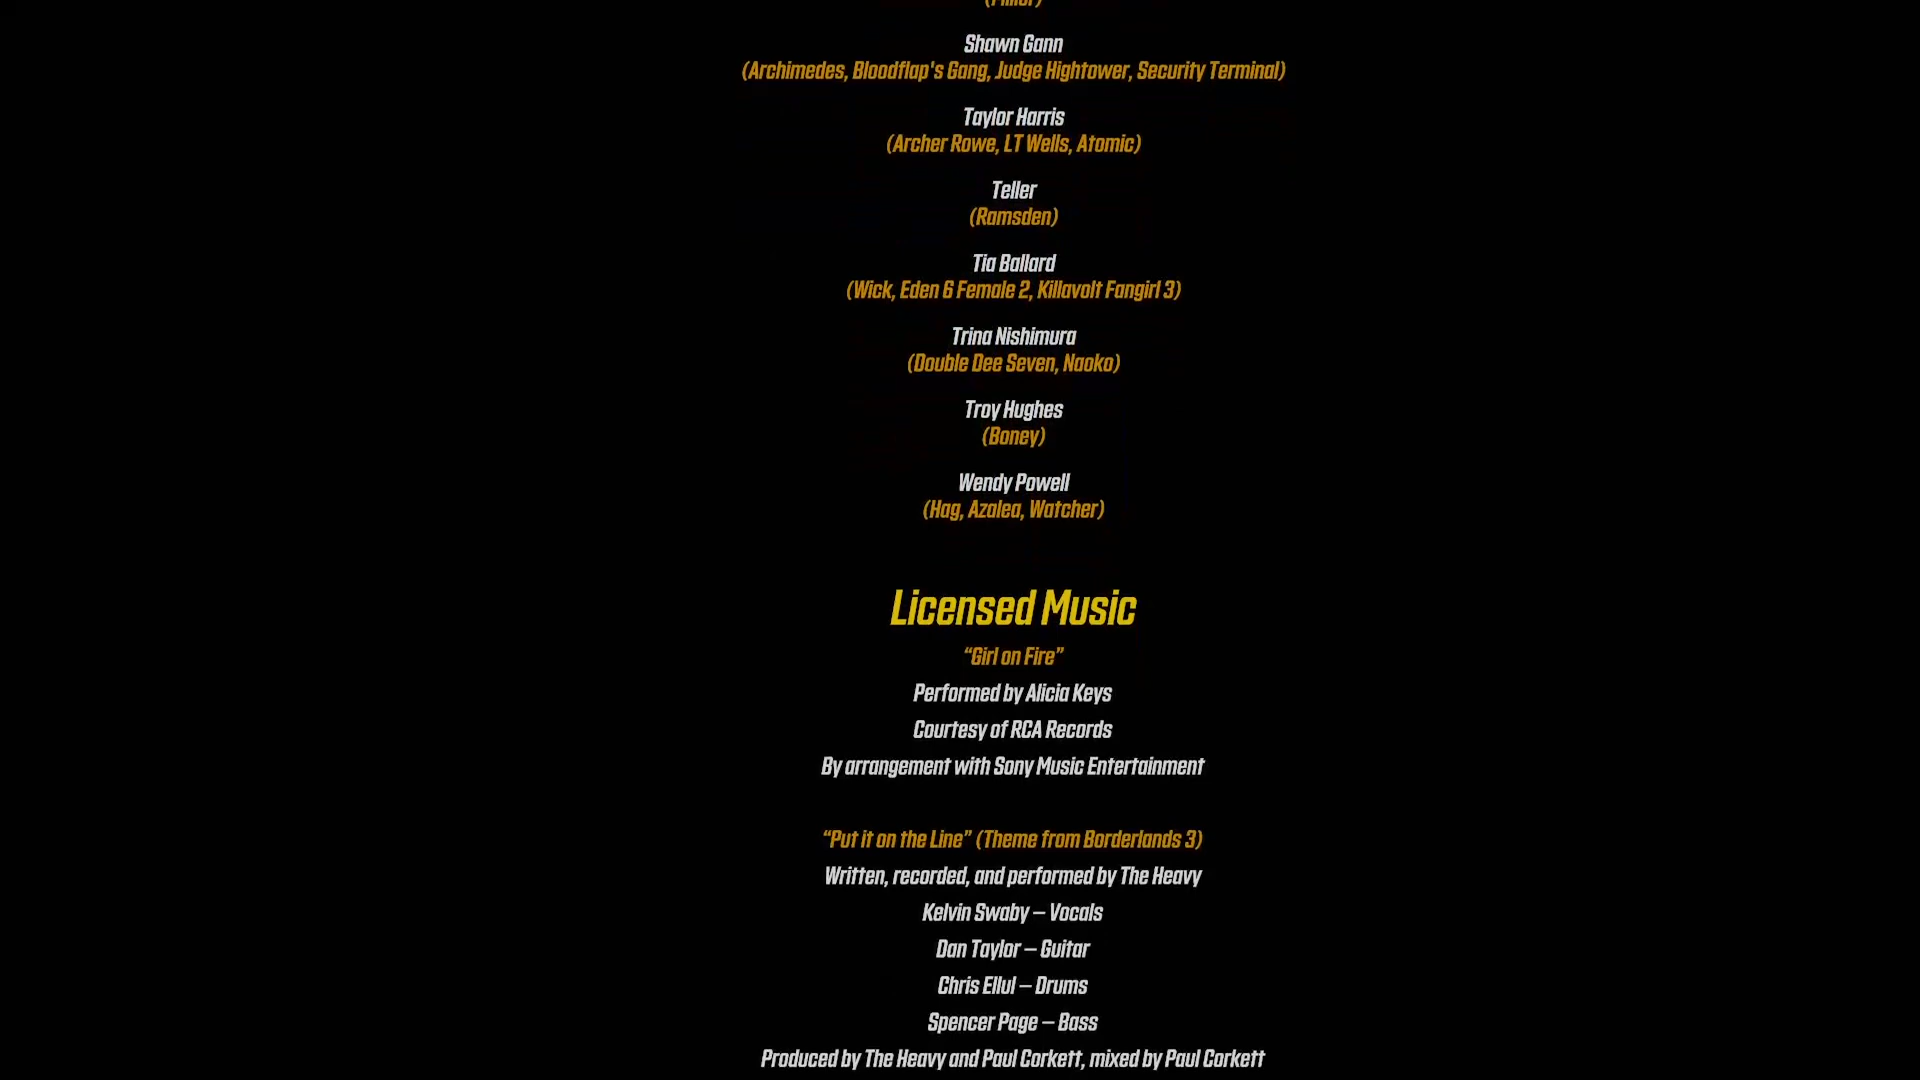 Shawn Gann
(Archimedes, Bloodflap's Gang, Judge Hightower, Security Terminal)
Taylor Harris
(Archer Rowe, LT Wells, Atomic)
Teller
(Ramsden)
Tia Ballard
(Wick, Eden 6 Female 2, Killavolt Fangirl 3)
Trina Nishimura
(Double Dee Seven, Naoko)
Troy Hughes
(Boney)
Wendy Powell
(Hag, Azalea, Watcher)
Licensed Music
“Girl on Fire”
Performed by Alicia Keys
Courtesy of RCA Records
By arrangement with Sony Music Entertainment
“Put it on the Line” (Theme from Borderlands 3)
Written, recorded, and performed by The Heavy
Kelvin Swaby – Vocals
Dan Taylor – Guitar
Chris Ellul – Drums
Spencer Page – Bass
Produced by The Heavy and Paul Corkett, mixed by Paul Corkett